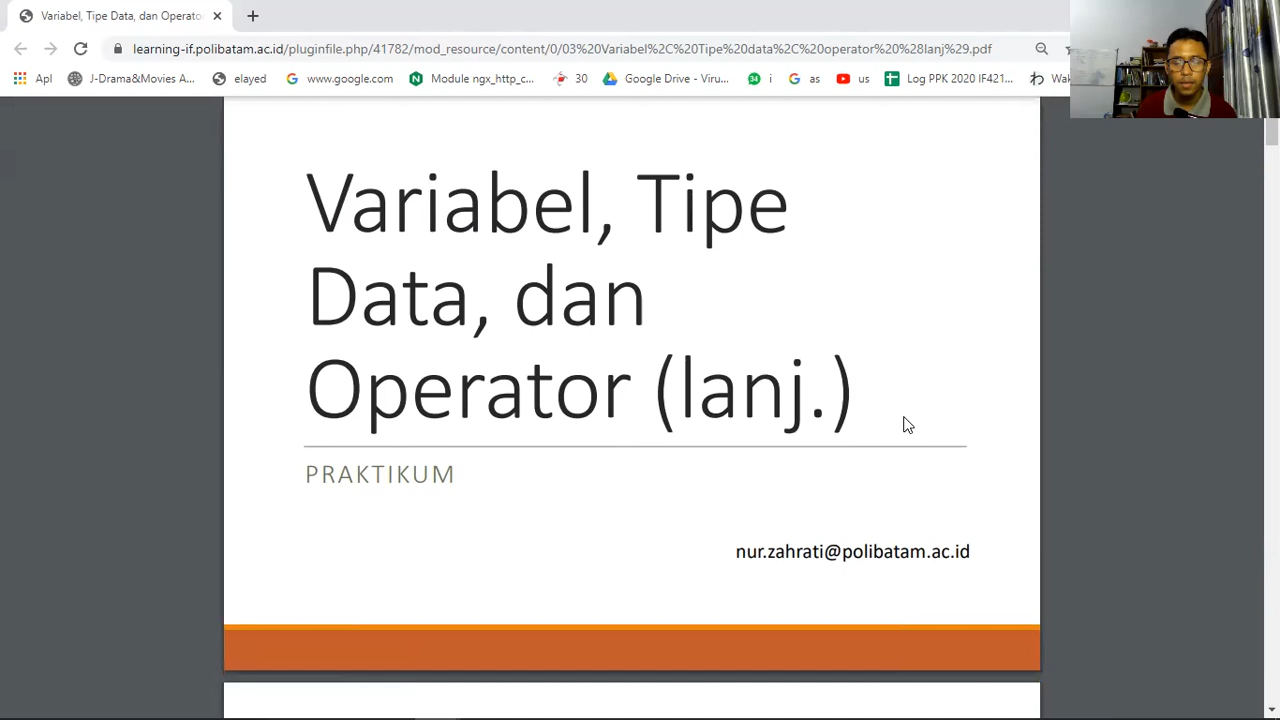 Variabel, Tipe Data, dan Operato
learning-if.polibatam.ac.id/pluginfile.php/41782/mod_resource/content/0/03%20Variabel%2C%20Tipe%20data%2C%20operator%20%28lanj%29.pdf
Apl J-Drama&Movies A... elayed www.google.com Module ngx_http_c... 30 Google Drive - Viru... 34 i as us Log PPK 2020 IF421... わ Wak
Variabel, Tipe
Data, dan
Operator (lanj.)
PRAKTIKUM
nur.zahrati@polibatam.ac.id